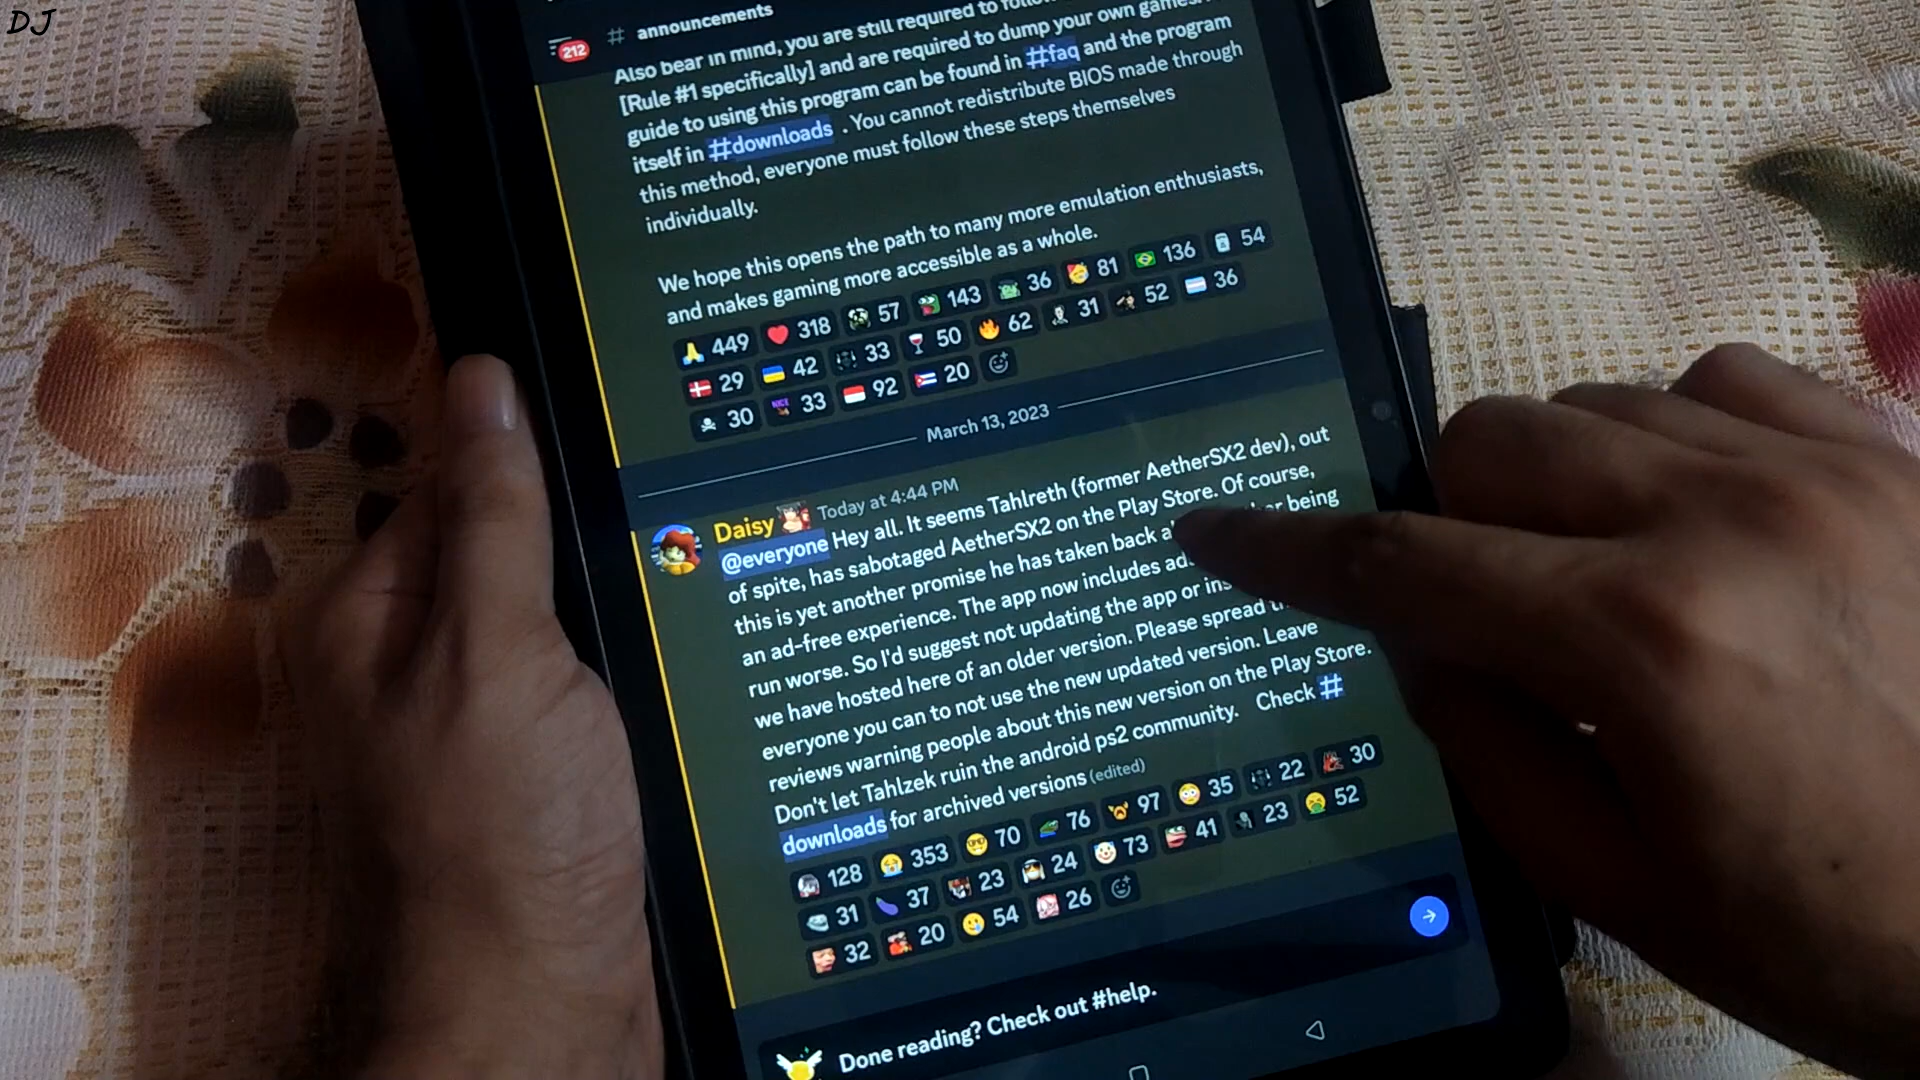 DJ
212
# announcements
Also bear in mind, you are still required to
[Rule #1 specifically] and are required to dump your own games.
guide to using this program can be found in #faq and the program
itself in #downloads . You cannot redistribute BIOS made through
this method, everyone must follow these steps themselves
individually.
We hope this opens the path to many more emulation enthusiasts,
and makes gaming more accessible as a whole.
449 318 57 143 36 81 136 54
29 42 33 50 62 31 52 36
30 NICE 33 92 20
March 13, 2023
Daisy Today at 4:44 PM
@everyone Hey all. It seems Tahlreth (former AetherSX2 dev), out
of spite, has sabotaged AetherSX2 on the Play Store. Of course,
this is yet another promise he has taken back being
an ad-free experience. The app now includes
run worse. So I'd suggest not updating the app or
we have hosted here of an older version. Please spread
everyone you can to not use the new updated version. Leave
reviews warning people about this new version on the Play Store.
Don't let Tahlzek ruin the android ps2 community. Check #
downloads for archived versions (edited)
128 353 70 76 97 35 22 30
31 37 23 24 73 41 23 52
32 20 54 26
Done reading? Check out #help.